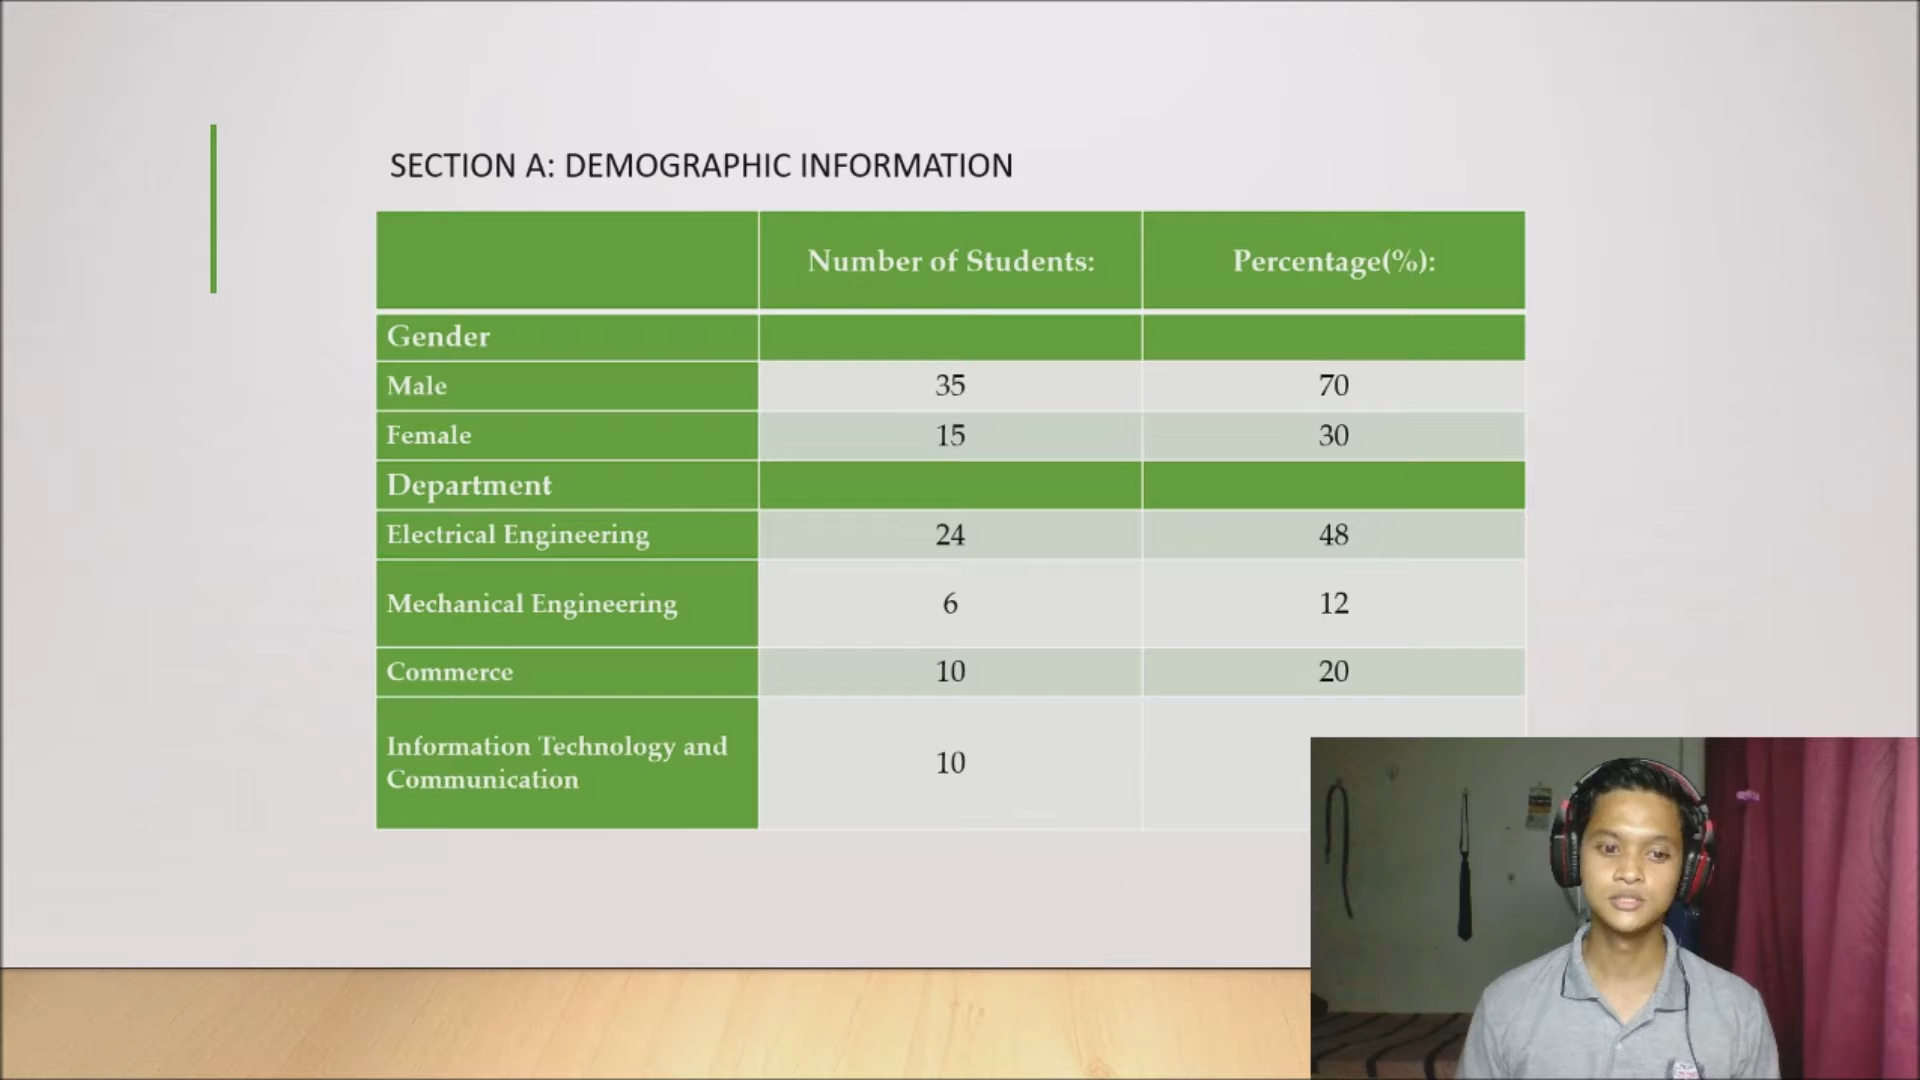 SECTION A: DEMOGRAPHIC INFORMATION
Number of Students: Percentage(%):
Gender
Male 35 70
Female 15 30
Department
Electrical Engineering 24 48
Mechanical Engineering 6 12
Commerce 10 20
Information Technology and
Communication 10